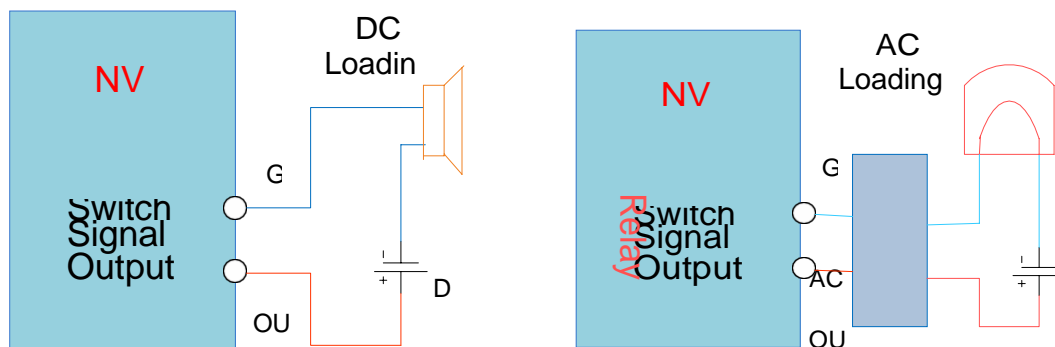 DC
Loadin
NV
G
Switch
Signal
Output
-
+
D
OU
AC
Loading
NV
G
Relay
Switch
Signal
Output
AC
-
+
OU